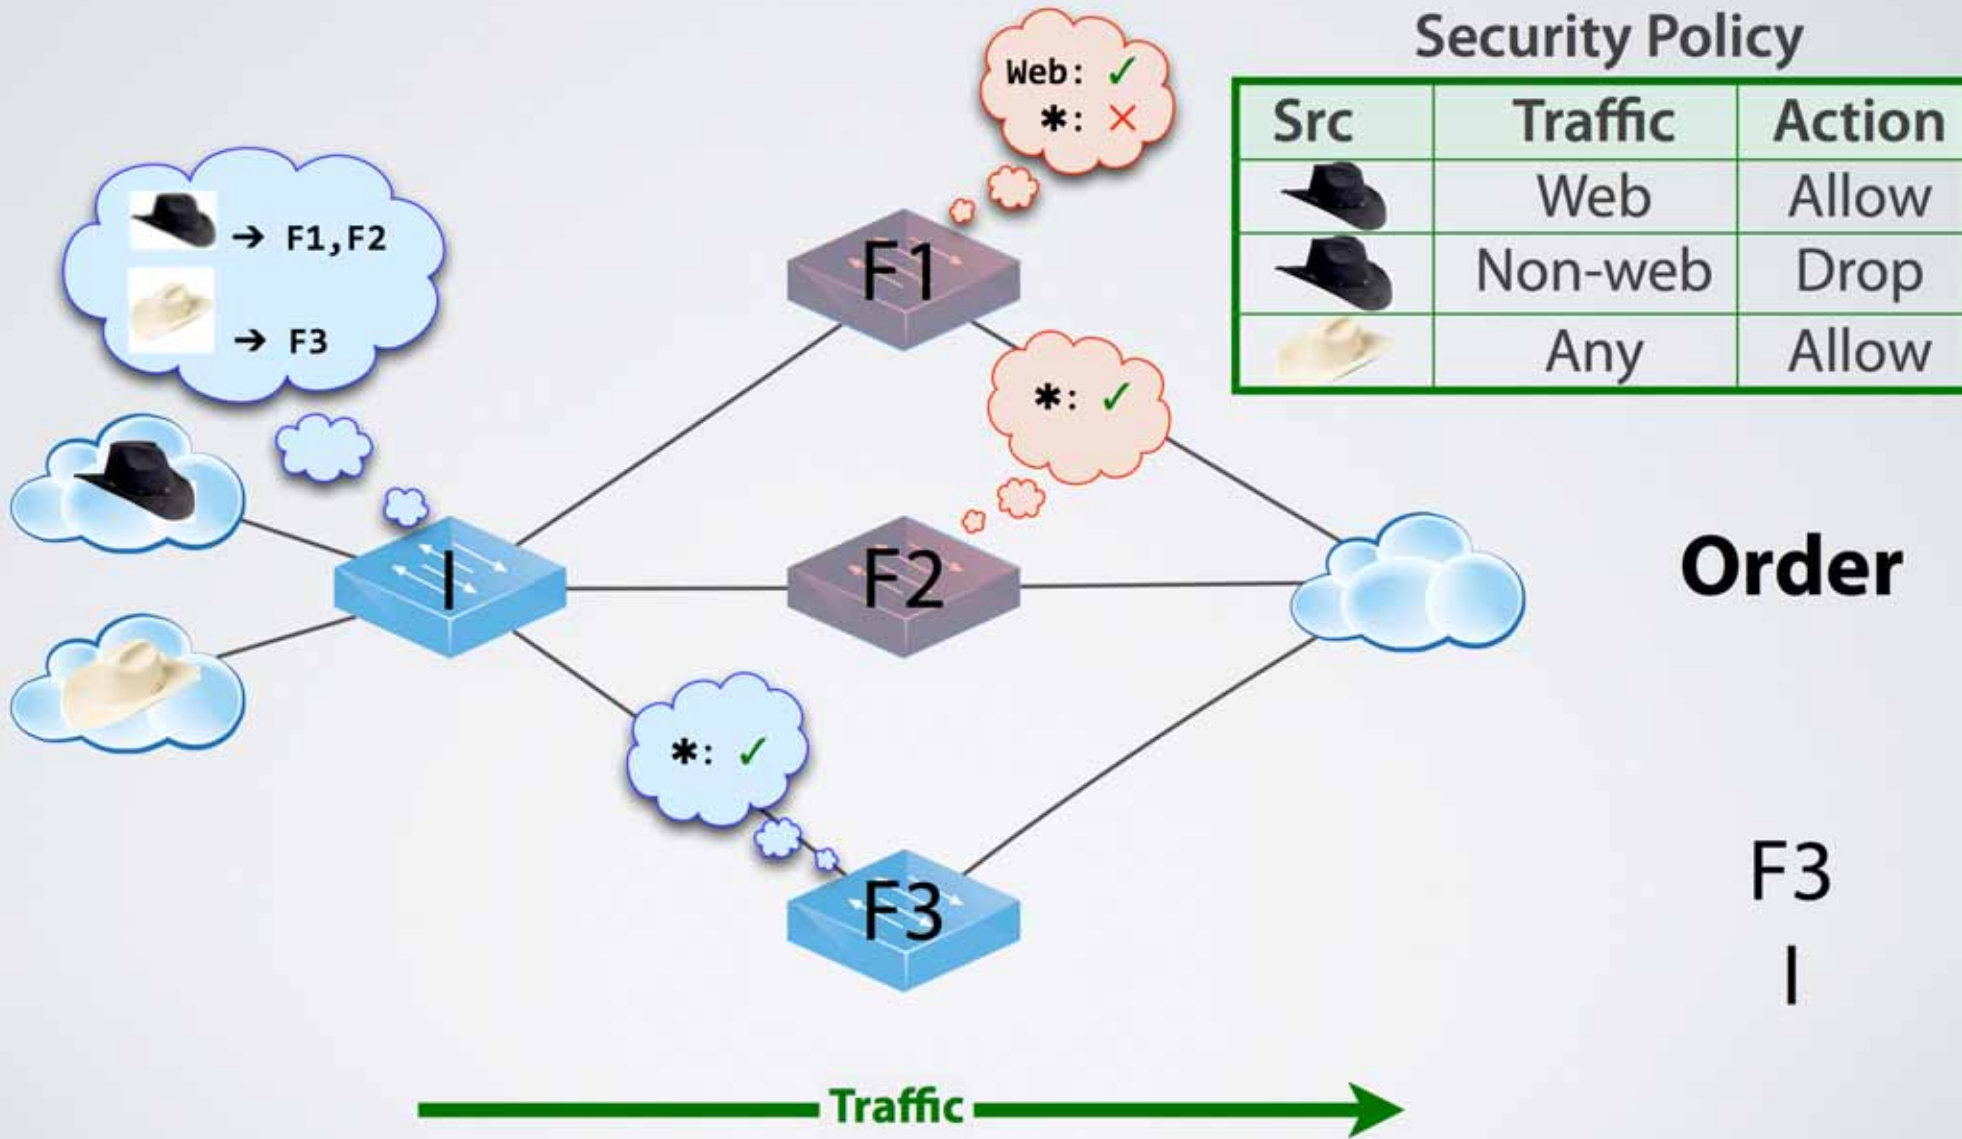 Security Policy
Src Traffic Action
Web Allow
Non-web Drop
Any Allow
Web: ✓
*: ✕
→ F1,F2
→ F3
F1
*: ✓
I
F2
Order
*: ✓
F3
F3
I
Traffic